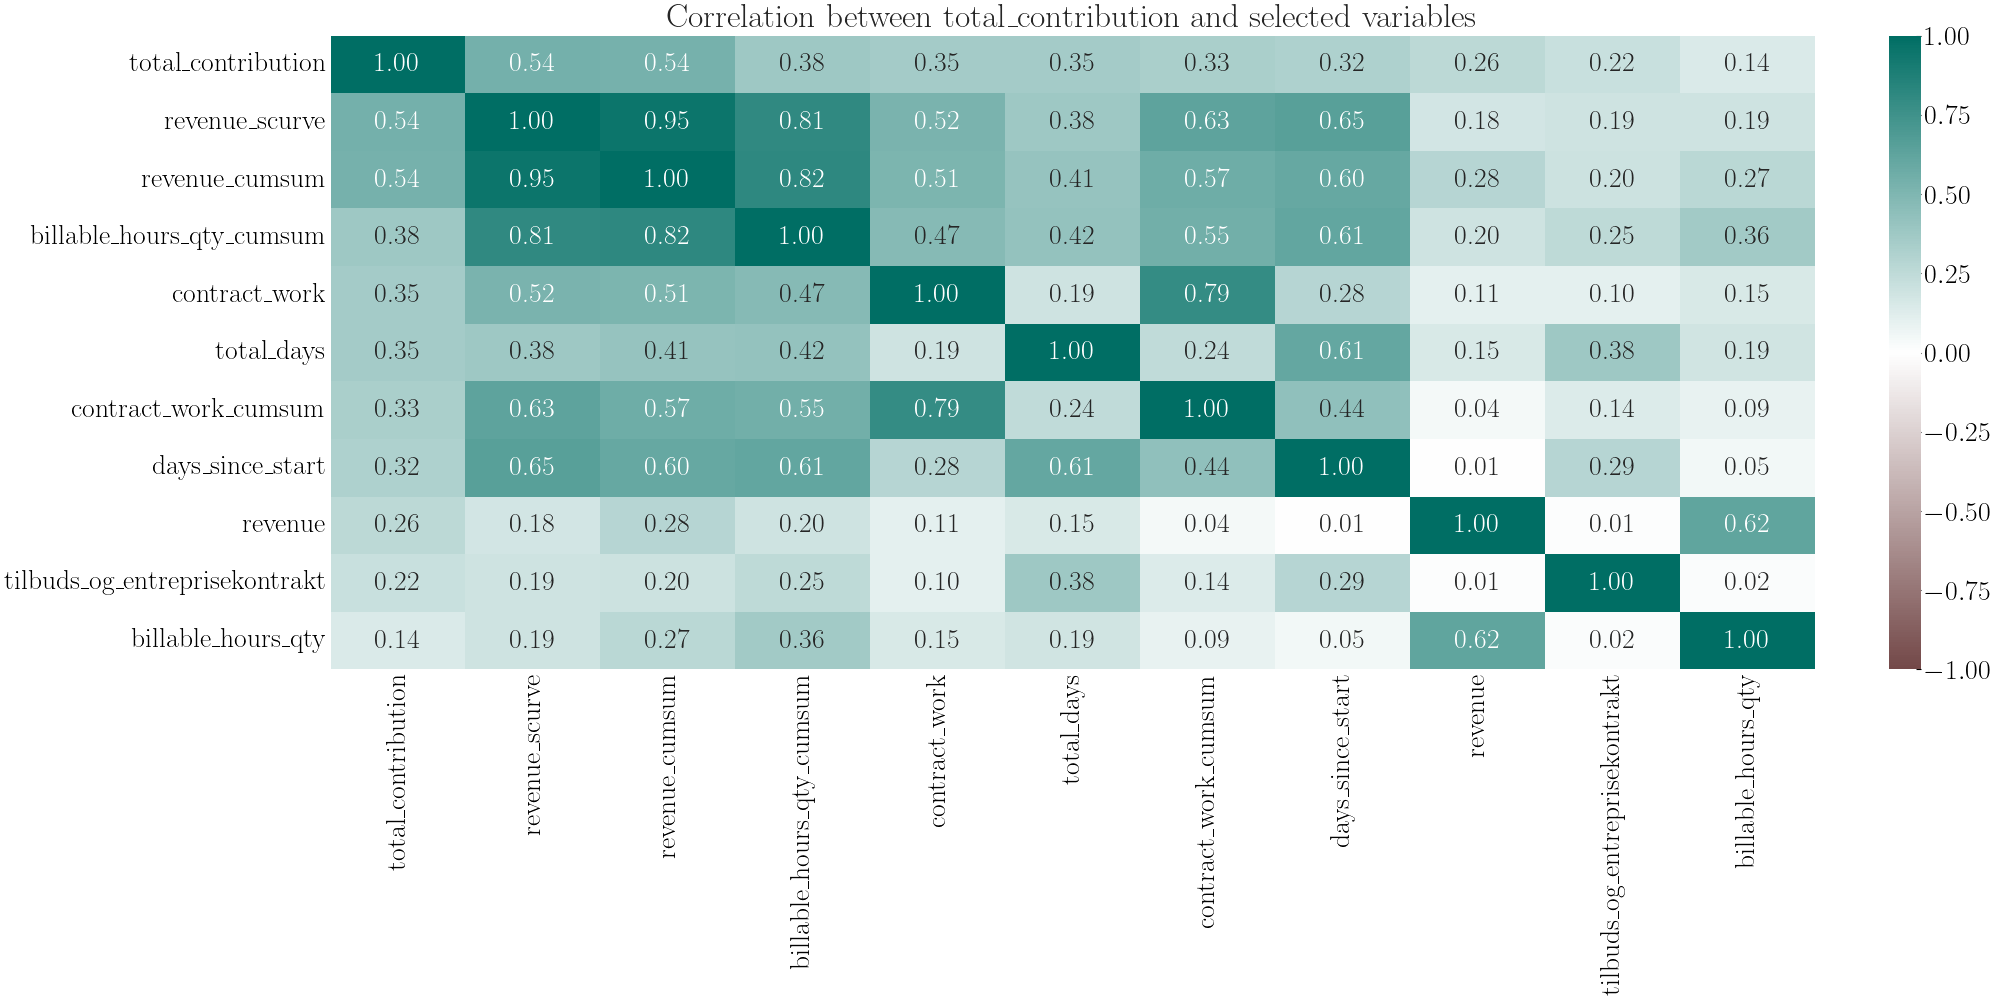 Correlation between total_contribution and selected variables
total_contribution 1.00 0.54 0.54 0.38 0.35 0.35 0.33 0.32 0.26 0.22 0.14
revenue_scurve 0.54 1.00 0.95 0.81 0.52 0.38 0.63 0.65 0.18 0.19 0.19
revenue_cumsum 0.54 0.95 1.00 0.82 0.51 0.41 0.57 0.60 0.28 0.20 0.27
billable_hours_qty_cumsum 0.38 0.81 0.82 1.00 0.47 0.42 0.55 0.61 0.20 0.25 0.36
contract_work 0.35 0.52 0.51 0.47 1.00 0.19 0.79 0.28 0.11 0.10 0.15
total_days 0.35 0.38 0.41 0.42 0.19 1.00 0.24 0.61 0.15 0.38 0.19
contract_work_cumsum 0.33 0.63 0.57 0.55 0.79 0.24 1.00 0.44 0.04 0.14 0.09
days_since_start 0.32 0.65 0.60 0.61 0.28 0.61 0.44 1.00 0.01 0.29 0.05
revenue 0.26 0.18 0.28 0.20 0.11 0.15 0.04 0.01 1.00 0.01 0.62
tilbuds_og_entreprisekontrakt 0.22 0.19 0.20 0.25 0.10 0.38 0.14 0.29 0.01 1.00 0.02
billable_hours_qty 0.14 0.19 0.27 0.36 0.15 0.19 0.09 0.05 0.62 0.02 1.00
total_contribution
revenue_scurve
revenue_cumsum
billable_hours_qty_cumsum
contract_work
total_days
contract_work_cumsum
days_since_start
revenue
tilbuds_og_entreprisekontrakt
billable_hours_qty
1.00
0.75
0.50
0.25
0.00
−0.25
−0.50
−0.75
−1.00